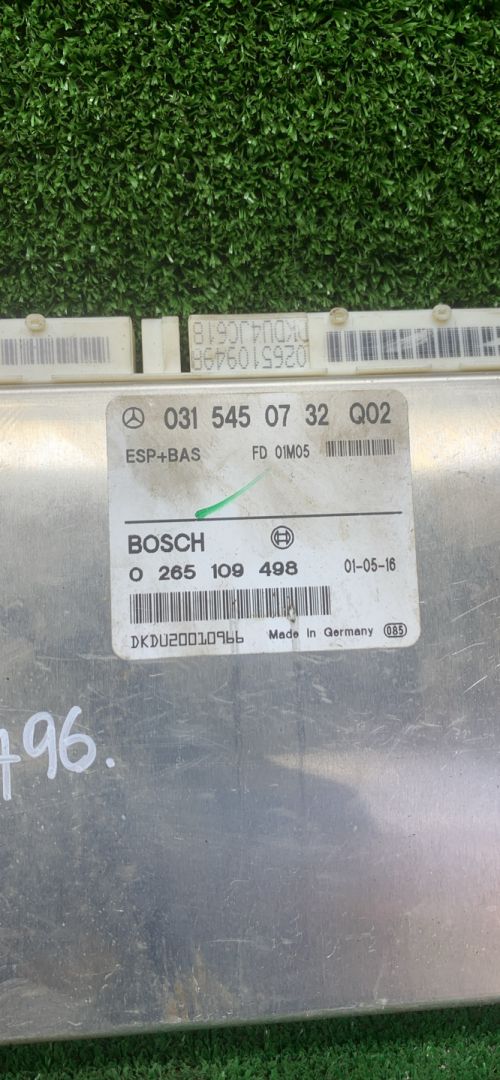 DKDU4JC618
0265109498
031 545 07 32 Q02
ESP+BAS FD 01M05
BOSCH
0 265 109 498 01-05-16
DKDU20010966 Made in Germany 085
496.